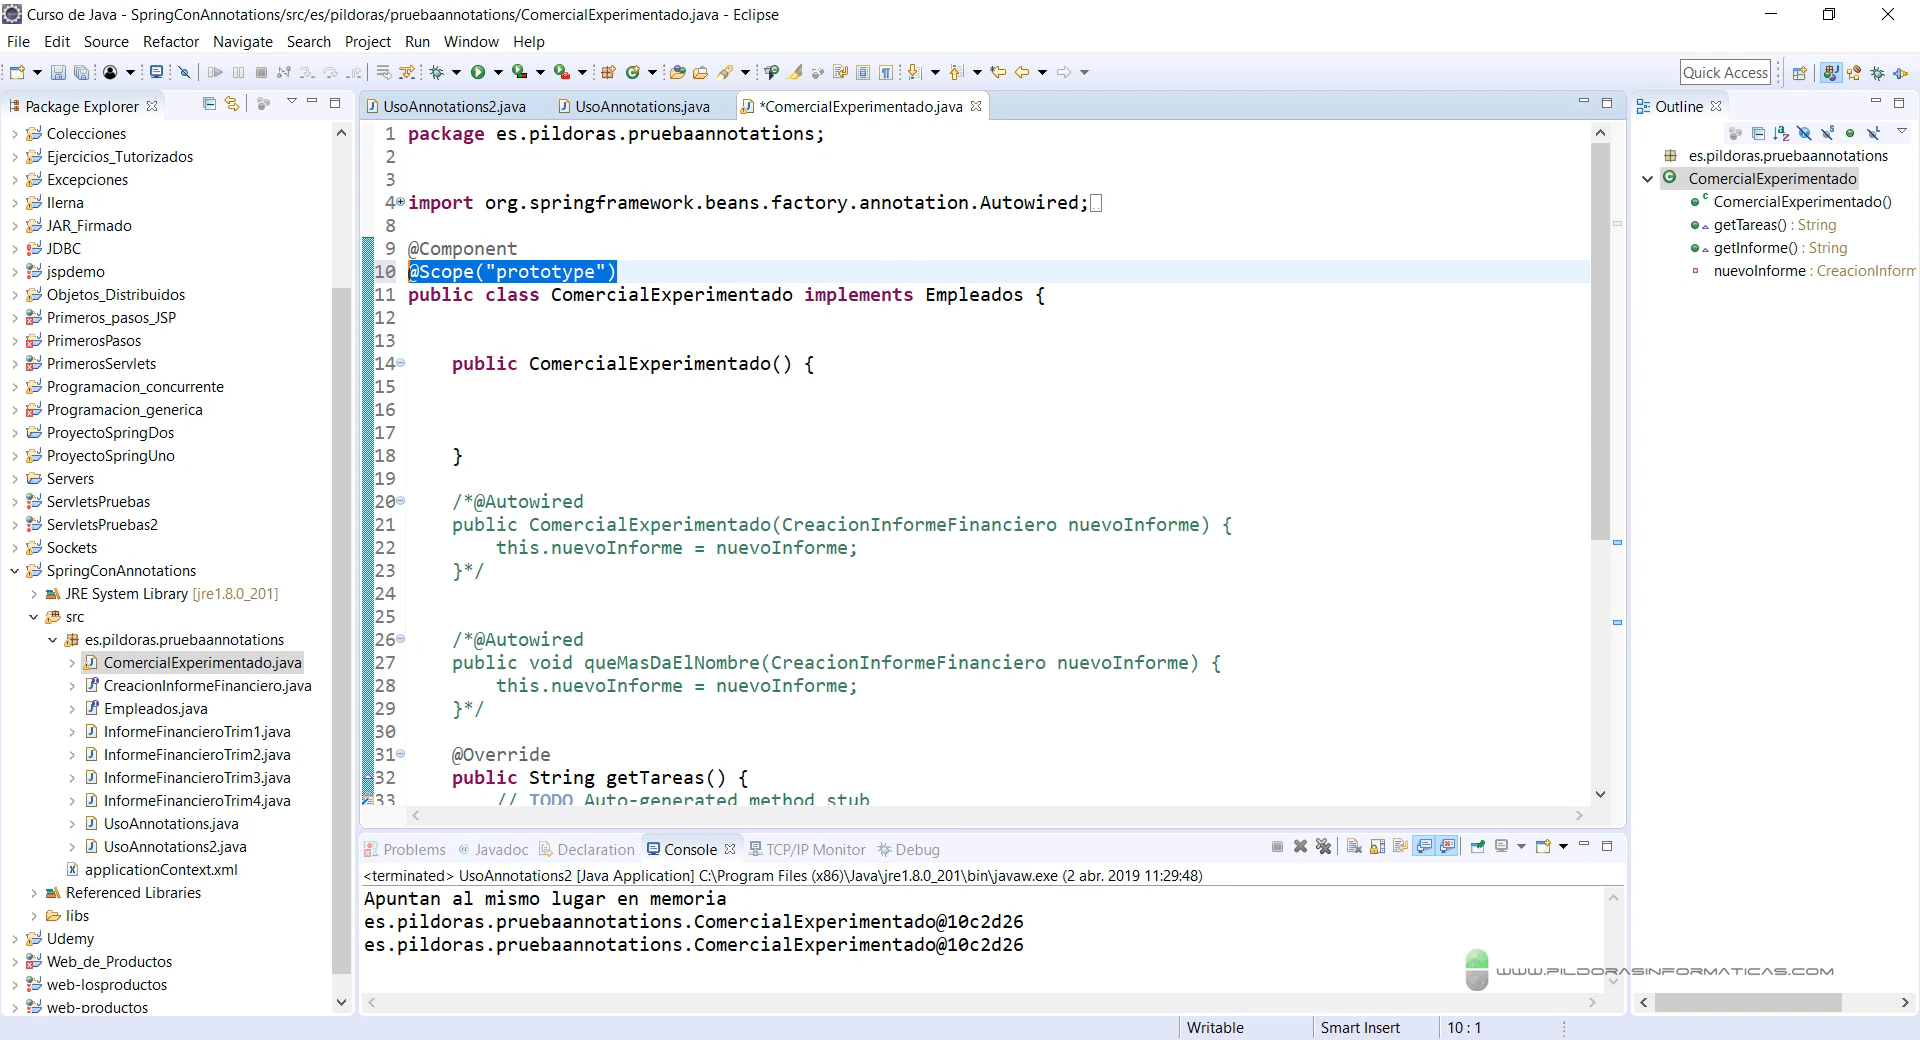 Curso de Java - SpringConAnnotations/src/es/pildoras/pruebaannotations/ComercialExperimentado.java - Eclipse
File Edit Source Refactor Navigate Search Project Run Window Help
Quick Access
Package Explorer
Colecciones
Ejercicios_Tutorizados
Excepciones
Ilerna
JAR_Firmado
JDBC
jspdemo
Objetos_Distribuidos
Primeros_pasos_JSP
PrimerosPasos
PrimerosServlets
Programacion_concurrente
Programacion_generica
ProyectoSpringDos
ProyectoSpringUno
Servers
ServletsPruebas
ServletsPruebas2
Sockets
SpringConAnnotations
JRE System Library [jre1.8.0_201]
src
es.pildoras.pruebaannotations
ComercialExperimentado.java
CreacionInformeFinanciero.java
Empleados.java
InformeFinancieroTrim1.java
InformeFinancieroTrim2.java
InformeFinancieroTrim3.java
InformeFinancieroTrim4.java
UsoAnnotations.java
UsoAnnotations2.java
applicationContext.xml
Referenced Libraries
libs
Udemy
Web_de_Productos
web-losproductos
web-productos
UsoAnnotations2.java UsoAnnotations.java *ComercialExperimentado.java
1 package es.pildoras.pruebaannotations;
2
3
4 import org.springframework.beans.factory.annotation.Autowired;
8
9 @Component
10 @Scope("prototype")
11 public class ComercialExperimentado implements Empleados {
12
13
14 public ComercialExperimentado() {
15
16
17
18 }
19
20 /*@Autowired
21 public ComercialExperimentado(CreacionInformeFinanciero nuevoInforme) {
22 this.nuevoInforme = nuevoInforme;
23 }*/
24
25
26 /*@Autowired
27 public void queMasDaElNombre(CreacionInformeFinanciero nuevoInforme) {
28 this.nuevoInforme = nuevoInforme;
29 }*/
30
31 @Override
32 public String getTareas() {
33 // TODO Auto-generated method stub
Outline
es.pildoras.pruebaannotations
ComercialExperimentado
ComercialExperimentado()
getTareas() : String
getInforme() : String
nuevoInforme : CreacionInform
Problems Javadoc Declaration Console TCP/IP Monitor Debug
<terminated> UsoAnnotations2 [Java Application] C:\Program Files (x86)\Java\jre1.8.0_201\bin\javaw.exe (2 abr. 2019 11:29:48)
Apuntan al mismo lugar en memoria
es.pildoras.pruebaannotations.ComercialExperimentado@10c2d26
es.pildoras.pruebaannotations.ComercialExperimentado@10c2d26
WWW.PILDORASINFORMATICAS.COM
Writable Smart Insert 10 : 1